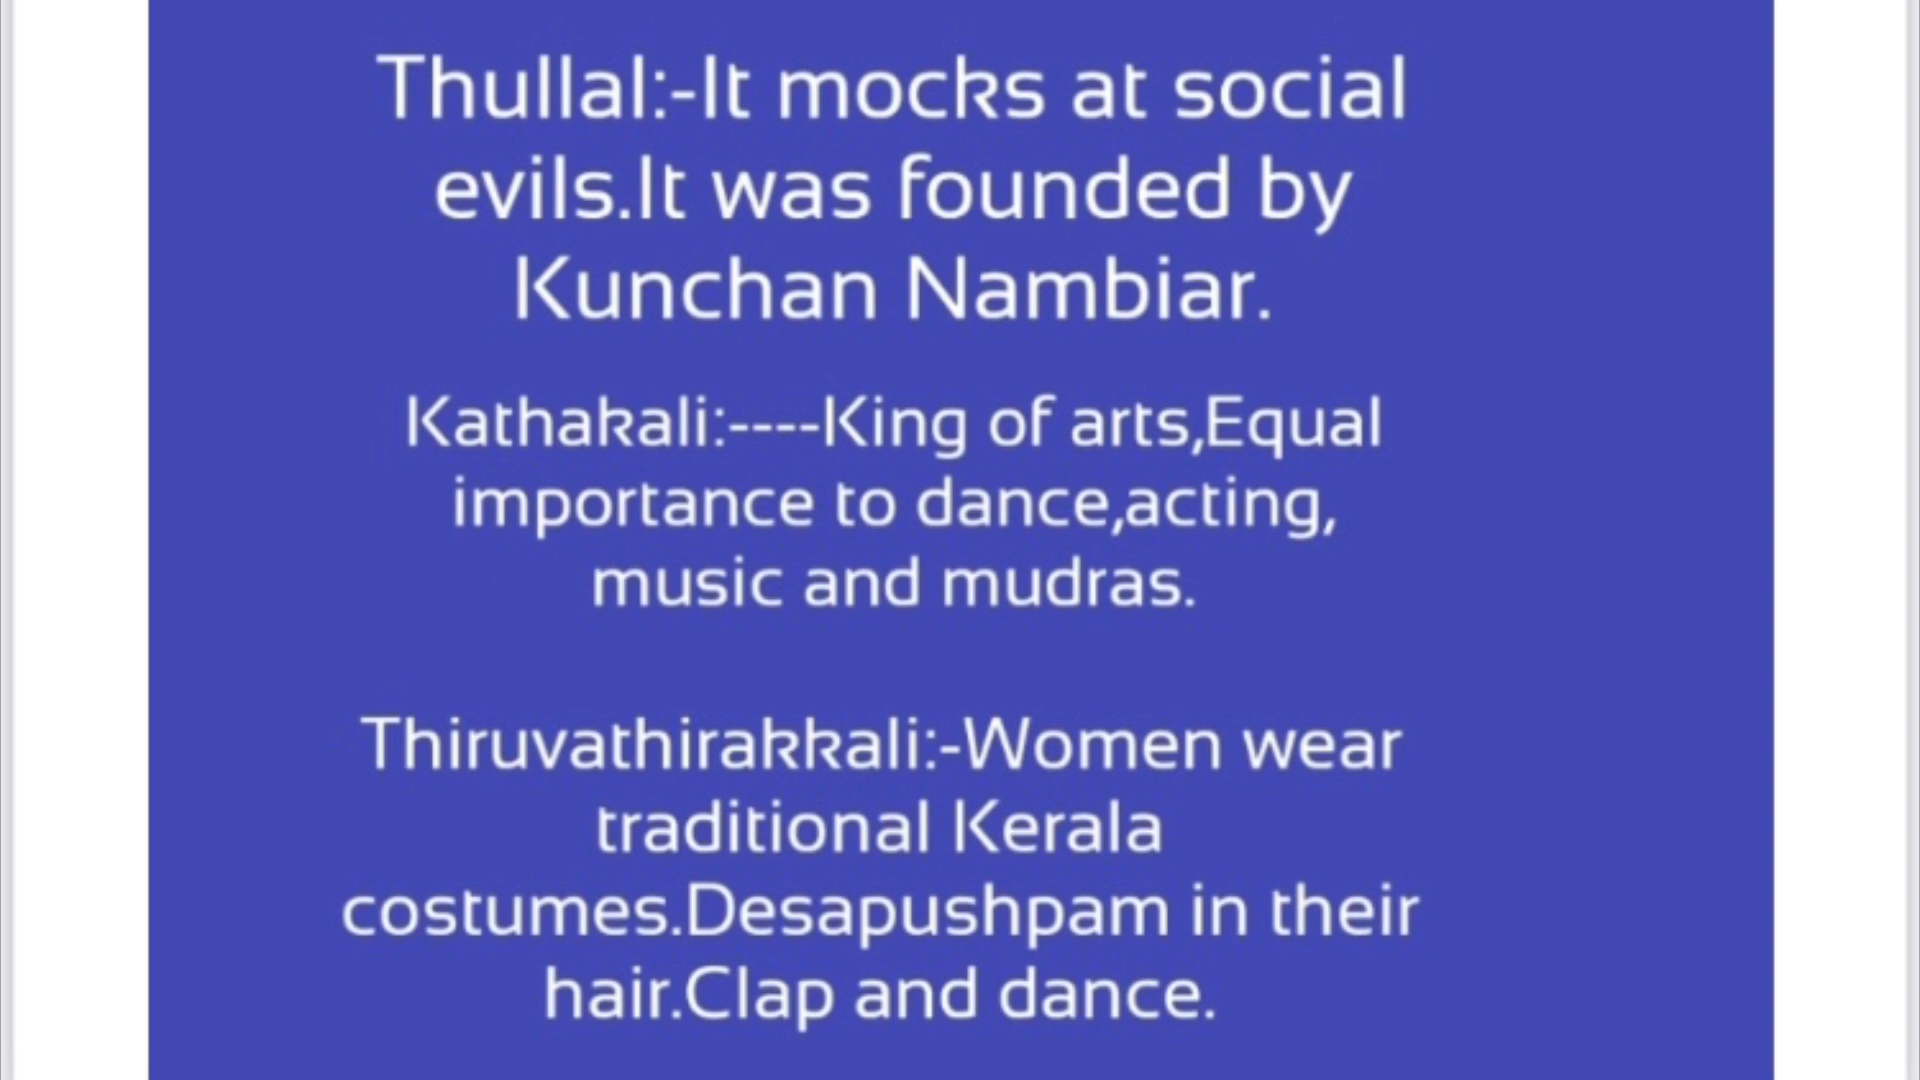 Thullal:-It mocks at social
evils.It was founded by
Kunchan Nambiar.
Kathakali:----King of arts,Equal
importance to dance,acting,
music and mudras.
Thiruvathirakkali:-Women wear
traditional Kerala
costumes.Desapushpam in their
hair.Clap and dance.